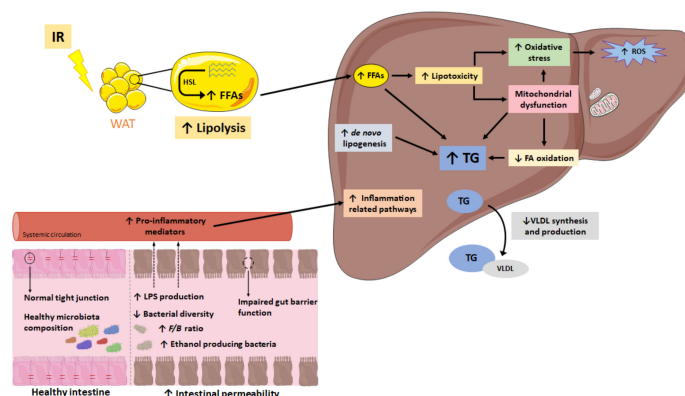 IR
WAT
HSL
↑ FFAs
↑ Lipolysis
↑ FFAs
↑ Lipotoxicity
↑ Oxidative
stress
↑ ROS
Mitochondrial
dysfunction
↑ de novo
lipogenesis
↑ TG
↓ FA oxidation
↑ Inflammation
related pathways
TG
↓VLDL synthesis
and production
TG
VLDL
↑ Pro-inflammatory
mediators
Systemic circulation
Normal tight junction
Healthy microbiota
composition
↑ LPS production
↓ Bacterial diversity
↑ F/B ratio
↑ Ethanol producing bacteria
Impaired gut barrier
function
Healthy intestine
↑ Intestinal permeability